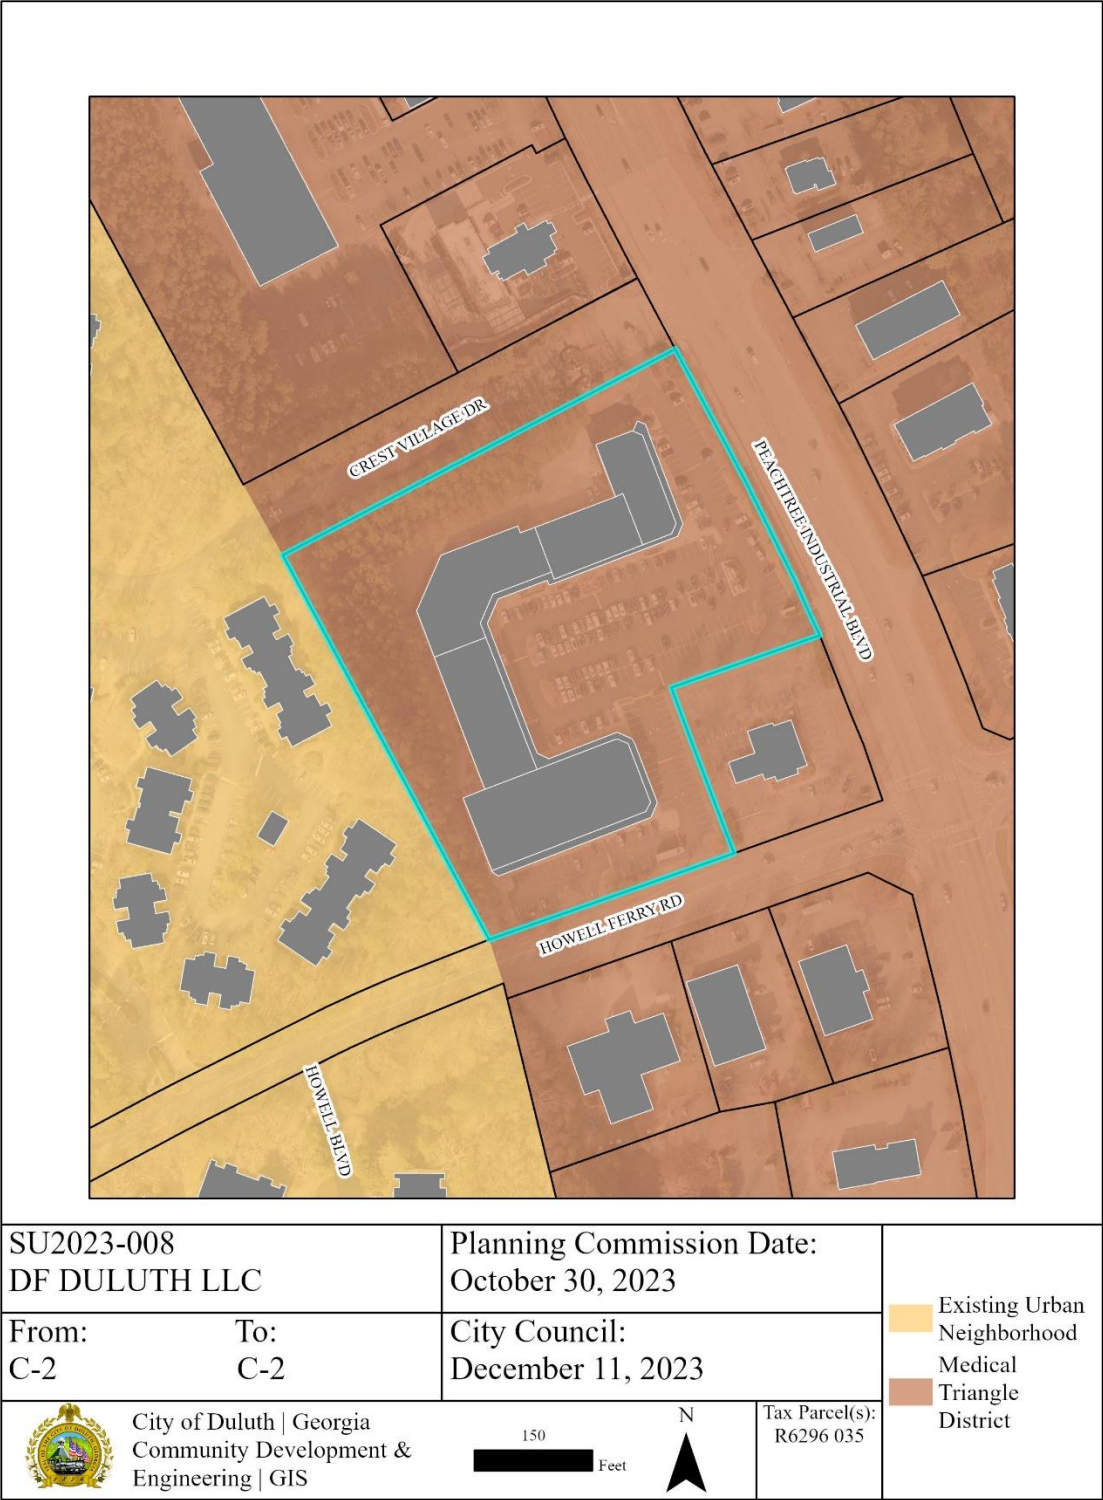 CREST VILLAGE DR
PEACHTREE INDUSTRIAL BLVD
HOWELL FERRY RD
HOWELL BLVD
SU2023-008
DF DULUTH LLC
Planning Commission Date:
October 30, 2023
From: To:
C-2 C-2
City Council:
December 11, 2023
Existing Urban
Neighborhood
Medical
Triangle
District
City of Duluth | Georgia
Community Development &
Engineering | GIS
150
Feet
N
Tax Parcel(s):
R6296 035